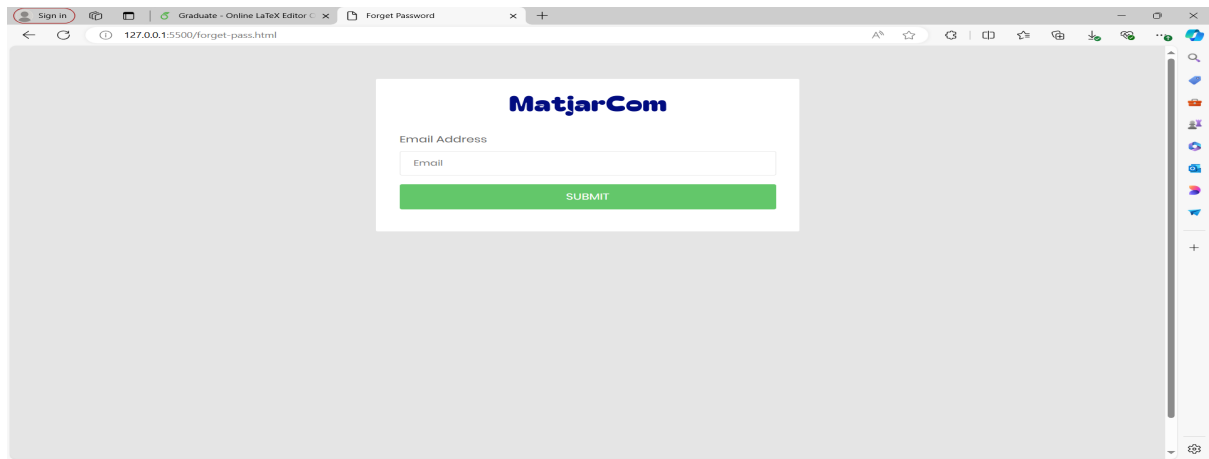 Sign in
Graduate - Online LaTeX Editor
Forget Password
127.0.0.1:5500/forget-pass.html
MatjarCom
Email Address
Email
SUBMIT